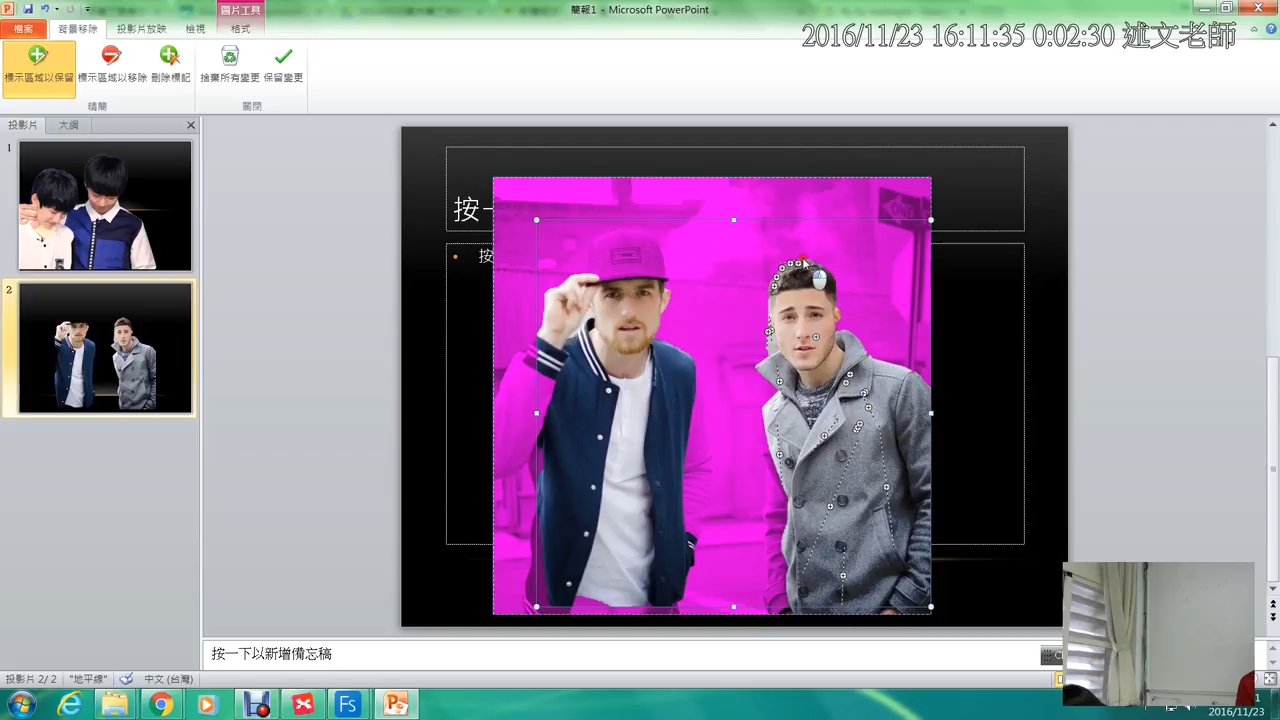 簡報1 - Microsoft PowerPoint
圖片工具
檔案 背景移除 投影片放映 檢視 格式
2016/11/23 16:11:35 0:02:30 述文老師
標示區域以保留 標示區域以移除 刪除標記 捨棄所有變更 保留變更
精簡 關閉
投影片 大綱
1
2
按一
按
按一下以新增備忘稿
投影片 2/ 2 "地平線" 中文 (台灣)
2016/11/23